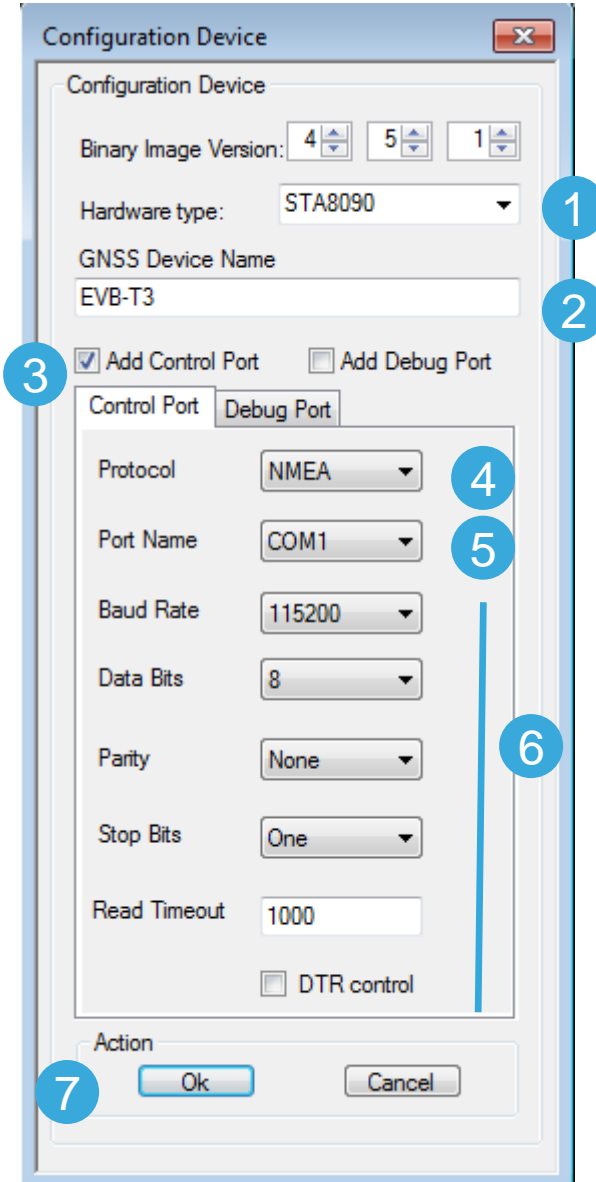 Configuration Device
Configuration Device
Binary Image Version: 4 5 1
Hardware type: STA8090 1
GNSS Device Name
EVB-T3 2
3 Add Control Port Add Debug Port
Control Port Debug Port
Protocol NMEA 4
Port Name COM1 5
Baud Rate 115200
Data Bits 8
6
Parity None
Stop Bits One
Read Timeout 1000
DTR control
Action
7 Ok Cancel